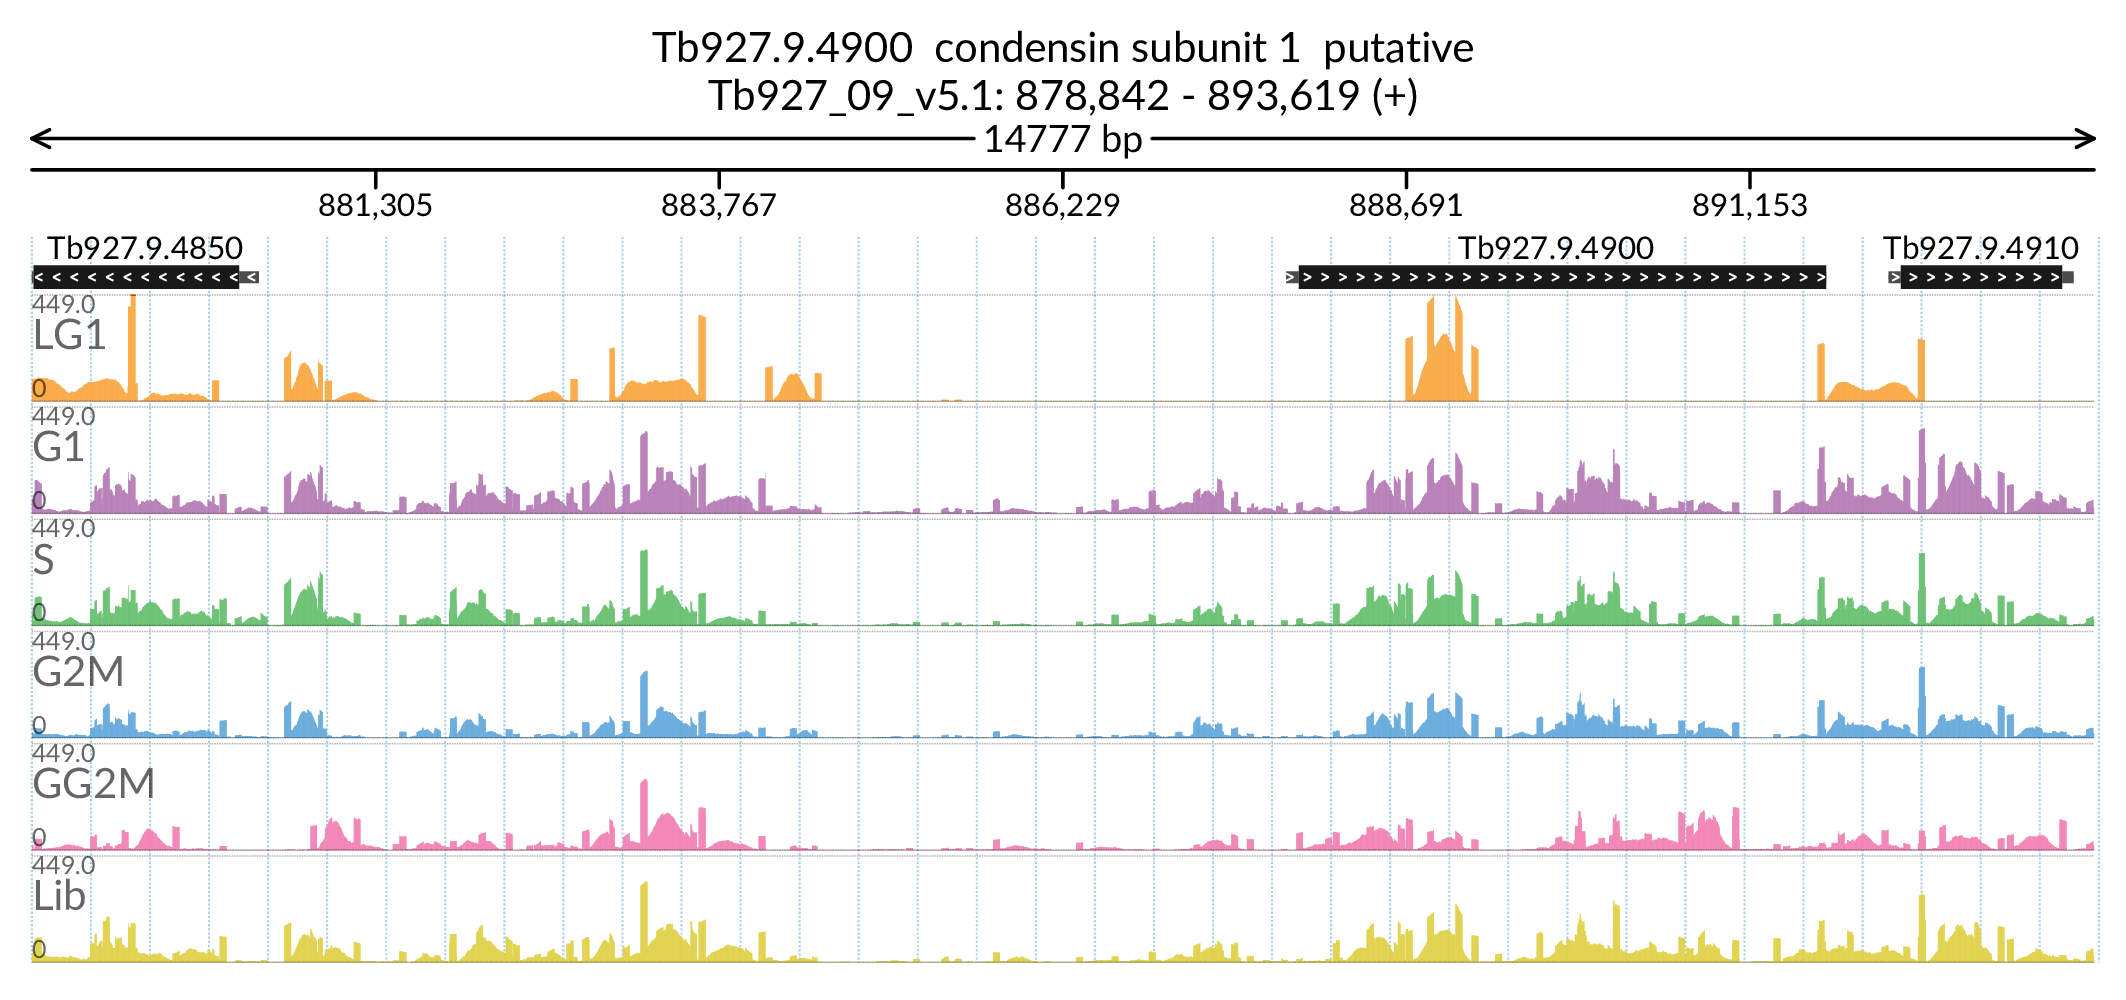 Tb927.9.4900  condensin subunit 1  putative
Tb927_09_v5.1: 878,842 - 893,619 (+)
14777 bp
881,305 883,767 886,229 888,691 891,153
Tb927.9.4850 Tb927.9.4900 Tb927.9.4910
449.0
LG1
0
449.0
G1
0
449.0
S
0
449.0
G2M
0
449.0
GG2M
0
449.0
Lib
0